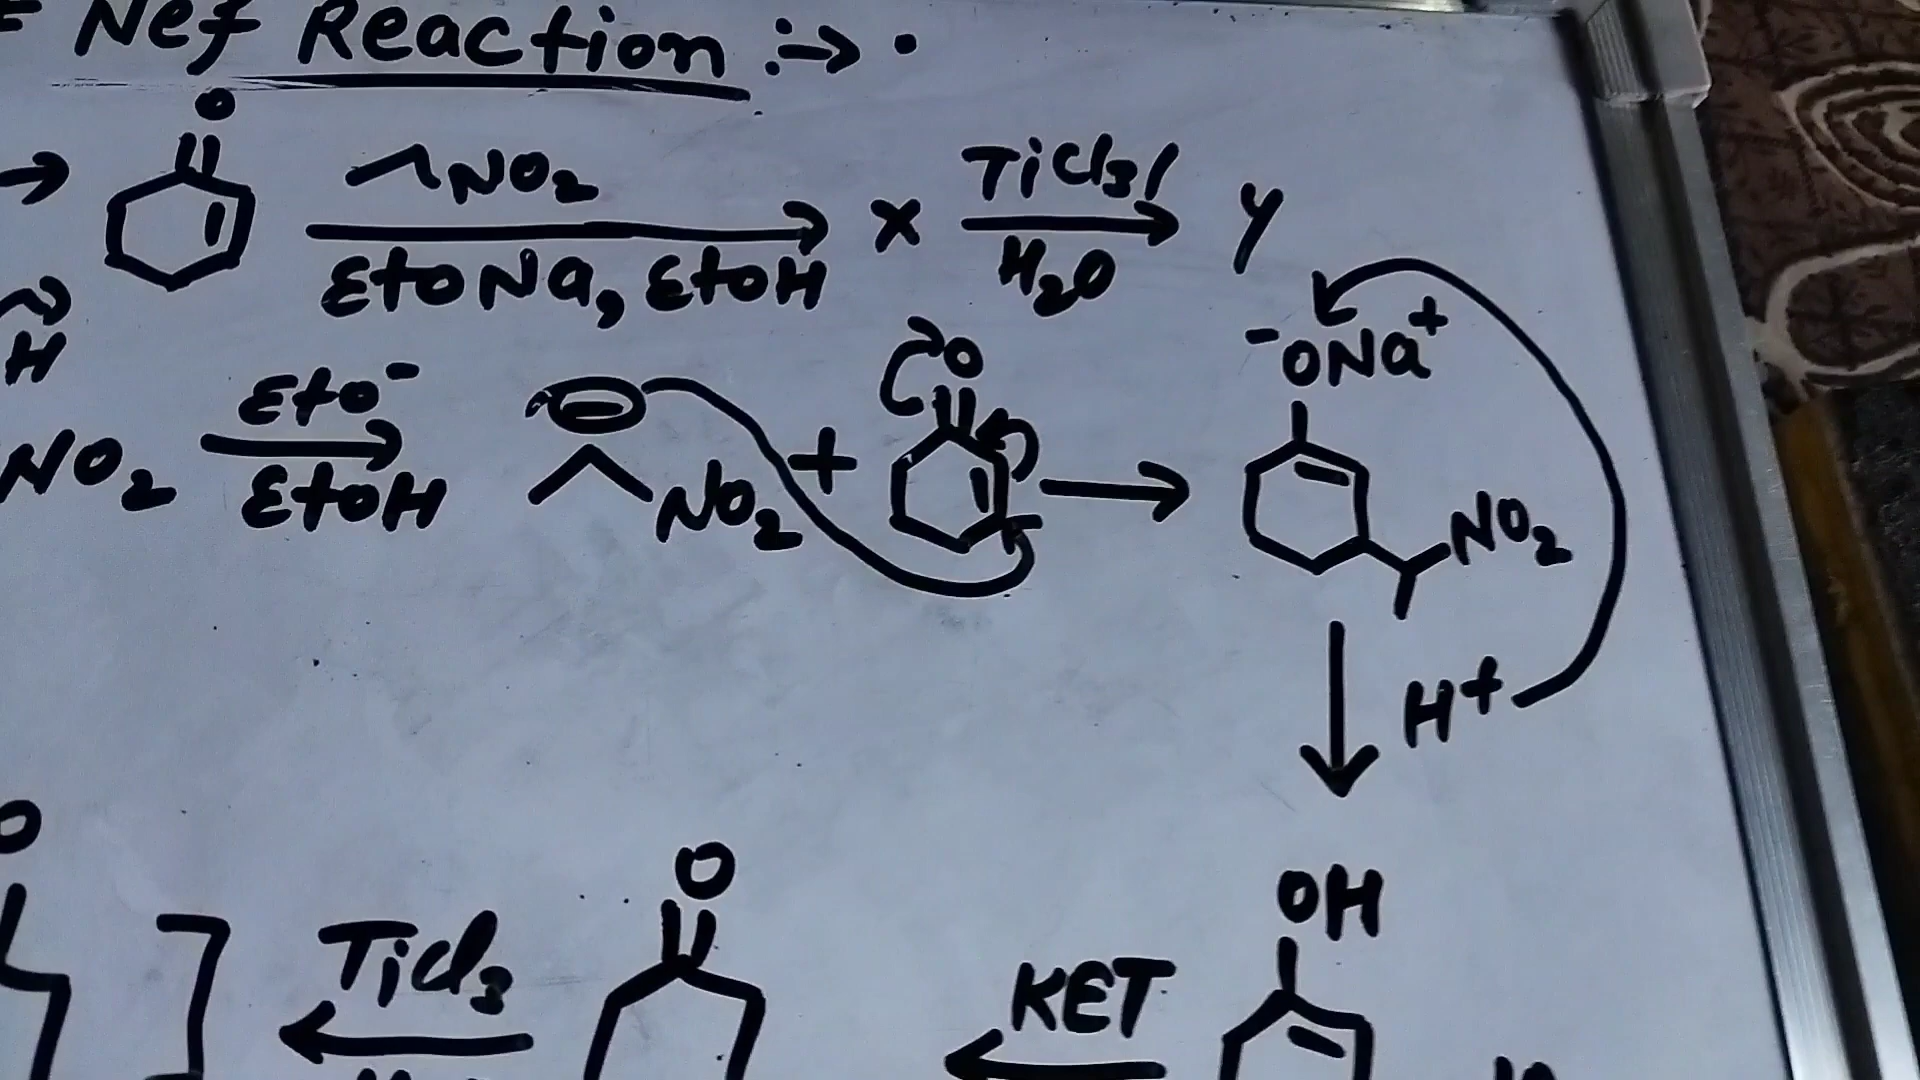 = Nef Reaction :→ •
→ O NO2 EtONa, EtOH → X TiCl3/ H2O → Y
H
NO2 EtO- EtOH → ⊖ NO2 + O → -ONa+ NO2
H+
O TiCl3 ← O KET ← OH